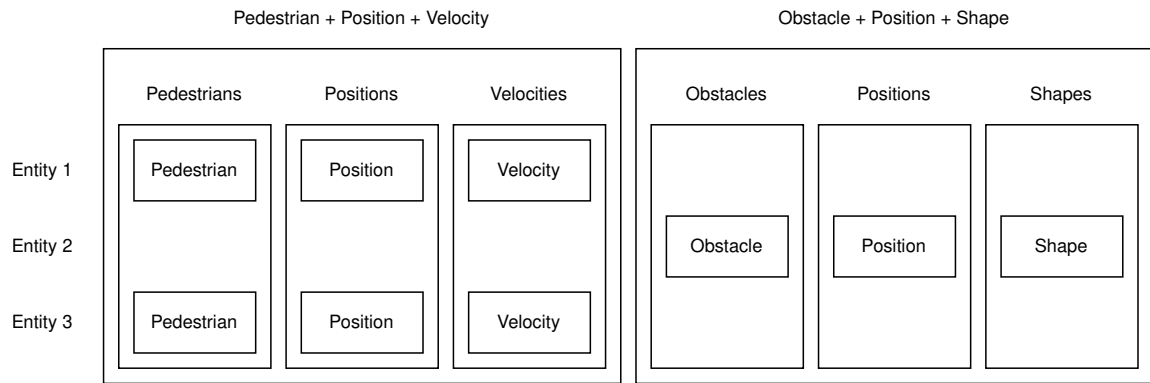 Pedestrian + Position + Velocity Obstacle + Position + Shape
Pedestrians Positions Velocities Obstacles Positions Shapes
Entity 1 Pedestrian Position Velocity
Entity 2 Obstacle Position Shape
Entity 3 Pedestrian Position Velocity